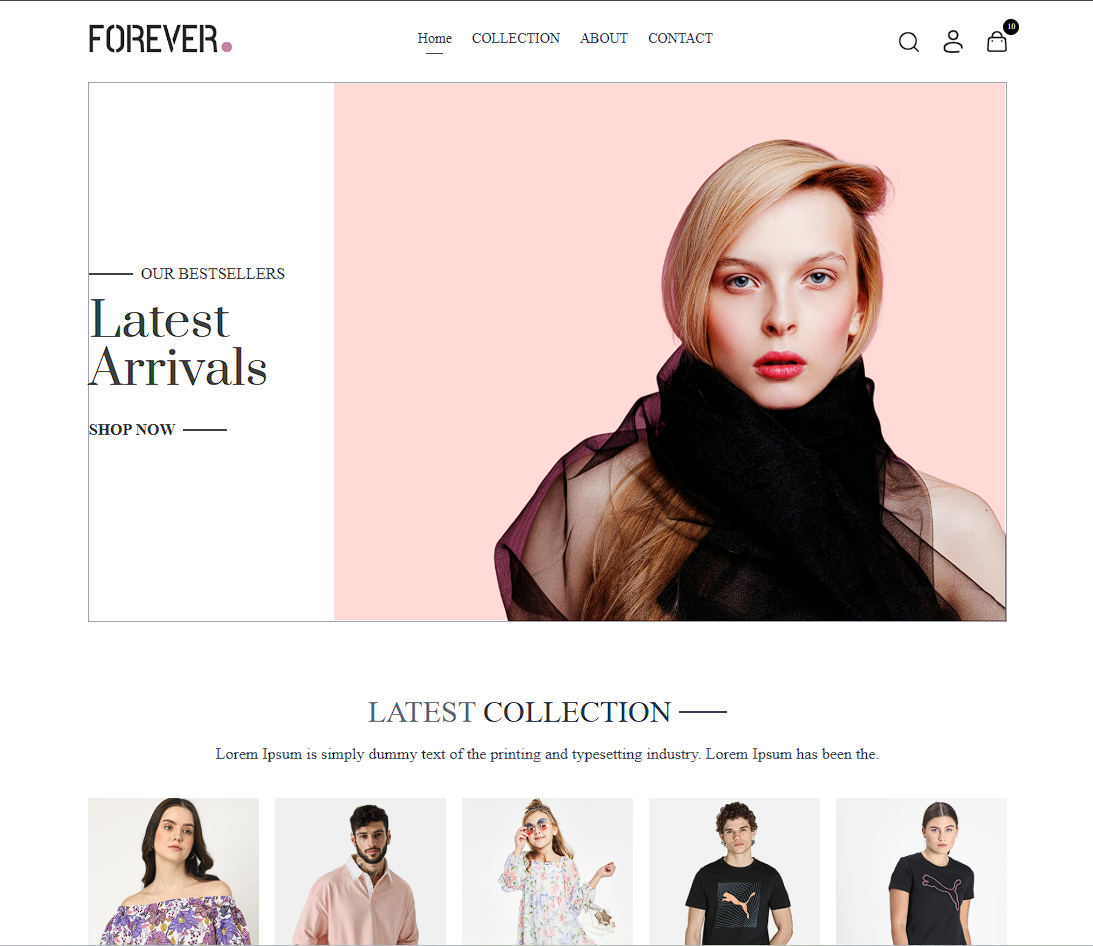 FOREVER.
Home COLLECTION ABOUT CONTACT
10
OUR BESTSELLERS
Latest
Arrivals
SHOP NOW
LATEST COLLECTION
Lorem Ipsum is simply dummy text of the printing and typesetting industry. Lorem Ipsum has been the.